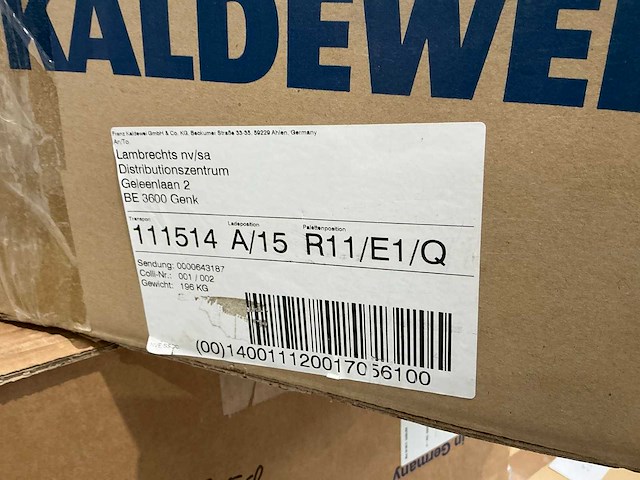 KALDEWEI
Franz Kaldewei GmbH & Co. KG, Beckumer Straße 33-35, 59229 Ahlen, Germany
An/To
Lambrechts nv/sa
Distributionszentrum
Geleenlaan 2
BE 3600 Genk
Transport Ladeposition Palettenposition
111514 A/15 R11/E1/Q
Sendung: 0000643187
Colli-Nr.: 001 / 002
Gewicht: 196 KG
(00)140011120017056100
in Germany